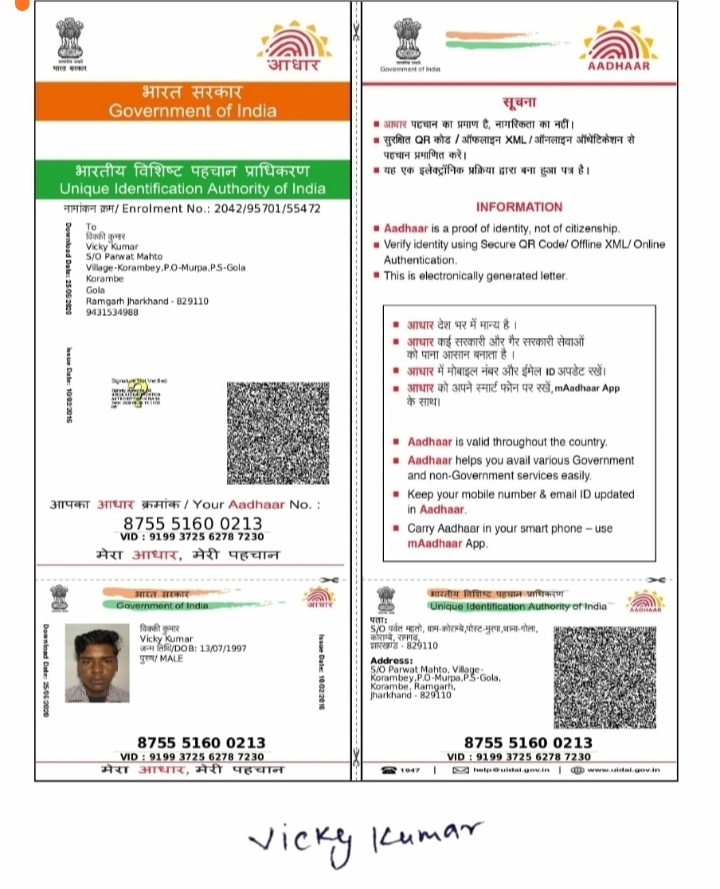 भारत सरकार
आधार
भारत सरकार
Government of India
भारतीय विशिष्ट पहचान प्राधिकरण
Unique Identification Authority of India
नामांकन क्रम/ Enrolment No.: 2042/95701/55472
Download Date: 25/06/2020
To
विक्की कुमार
Vicky Kumar
S/O Parwat Mahto
Village-Korambey,P.O-Murpa,P.S-Gola
Korambe
Gola
Ramgarh Jharkhand - 829110
9431534988
Issue Date: 10/02/2016
Signature Not Verified
आपका आधार क्रमांक / Your Aadhaar No. :
8755 5160 0213
VID : 9199 3725 6278 7230
मेरा आधार, मेरी पहचान
Government of India
AADHAAR
सूचना
आधार पहचान का प्रमाण है, नागरिकता का नहीं।
सुरक्षित QR कोड / ऑफलाइन XML / ऑनलाइन ऑथेंटिकेशन से
पहचान प्रमाणित करें।
यह एक इलेक्ट्रॉनिक प्रक्रिया द्वारा बना हुआ पत्र है।
INFORMATION
Aadhaar is a proof of identity, not of citizenship.
Verify identity using Secure QR Code/ Offline XML/ Online
Authentication.
This is electronically generated letter.
आधार देश भर में मान्य है ।
आधार कई सरकारी और गैर सरकारी सेवाओं
को पाना आसान बनाता है ।
आधार में मोबाइल नंबर और ईमेल ID अपडेट रखें।
आधार को अपने स्मार्ट फोन पर रखें, mAadhaar App
के साथ।
Aadhaar is valid throughout the country.
Aadhaar helps you avail various Government
and non-Government services easily.
Keep your mobile number & email ID updated
in Aadhaar.
Carry Aadhaar in your smart phone – use
mAadhaar App.
भारत सरकार
Government of India
आधार
Download Date: 25/06/2020
विक्की कुमार
Vicky Kumar
जन्म तिथि/DOB: 13/07/1997
पुरुष/ MALE
Issue Date: 10/02/2016
8755 5160 0213
VID : 9199 3725 6278 7230
मेरा आधार, मेरी पहचान
भारतीय विशिष्ट पहचान प्राधिकरण
Unique Identification Authority of India
AADHAAR
पता:
S/O पर्वत महतो, ग्राम-कोराम्बे,पोस्ट-मुरपा,थाना-गोला,
कोराम्बे, रामगढ़,
झारखण्ड - 829110
Address:
S/O Parwat Mahto, Village-
Korambey,P.O-Murpa,P.S-Gola,
Korambe, Ramgarh,
Jharkhand - 829110
8755 5160 0213
VID : 9199 3725 6278 7230
1947 | help@uidai.gov.in | www.uidai.gov.in
Vicky Kumar